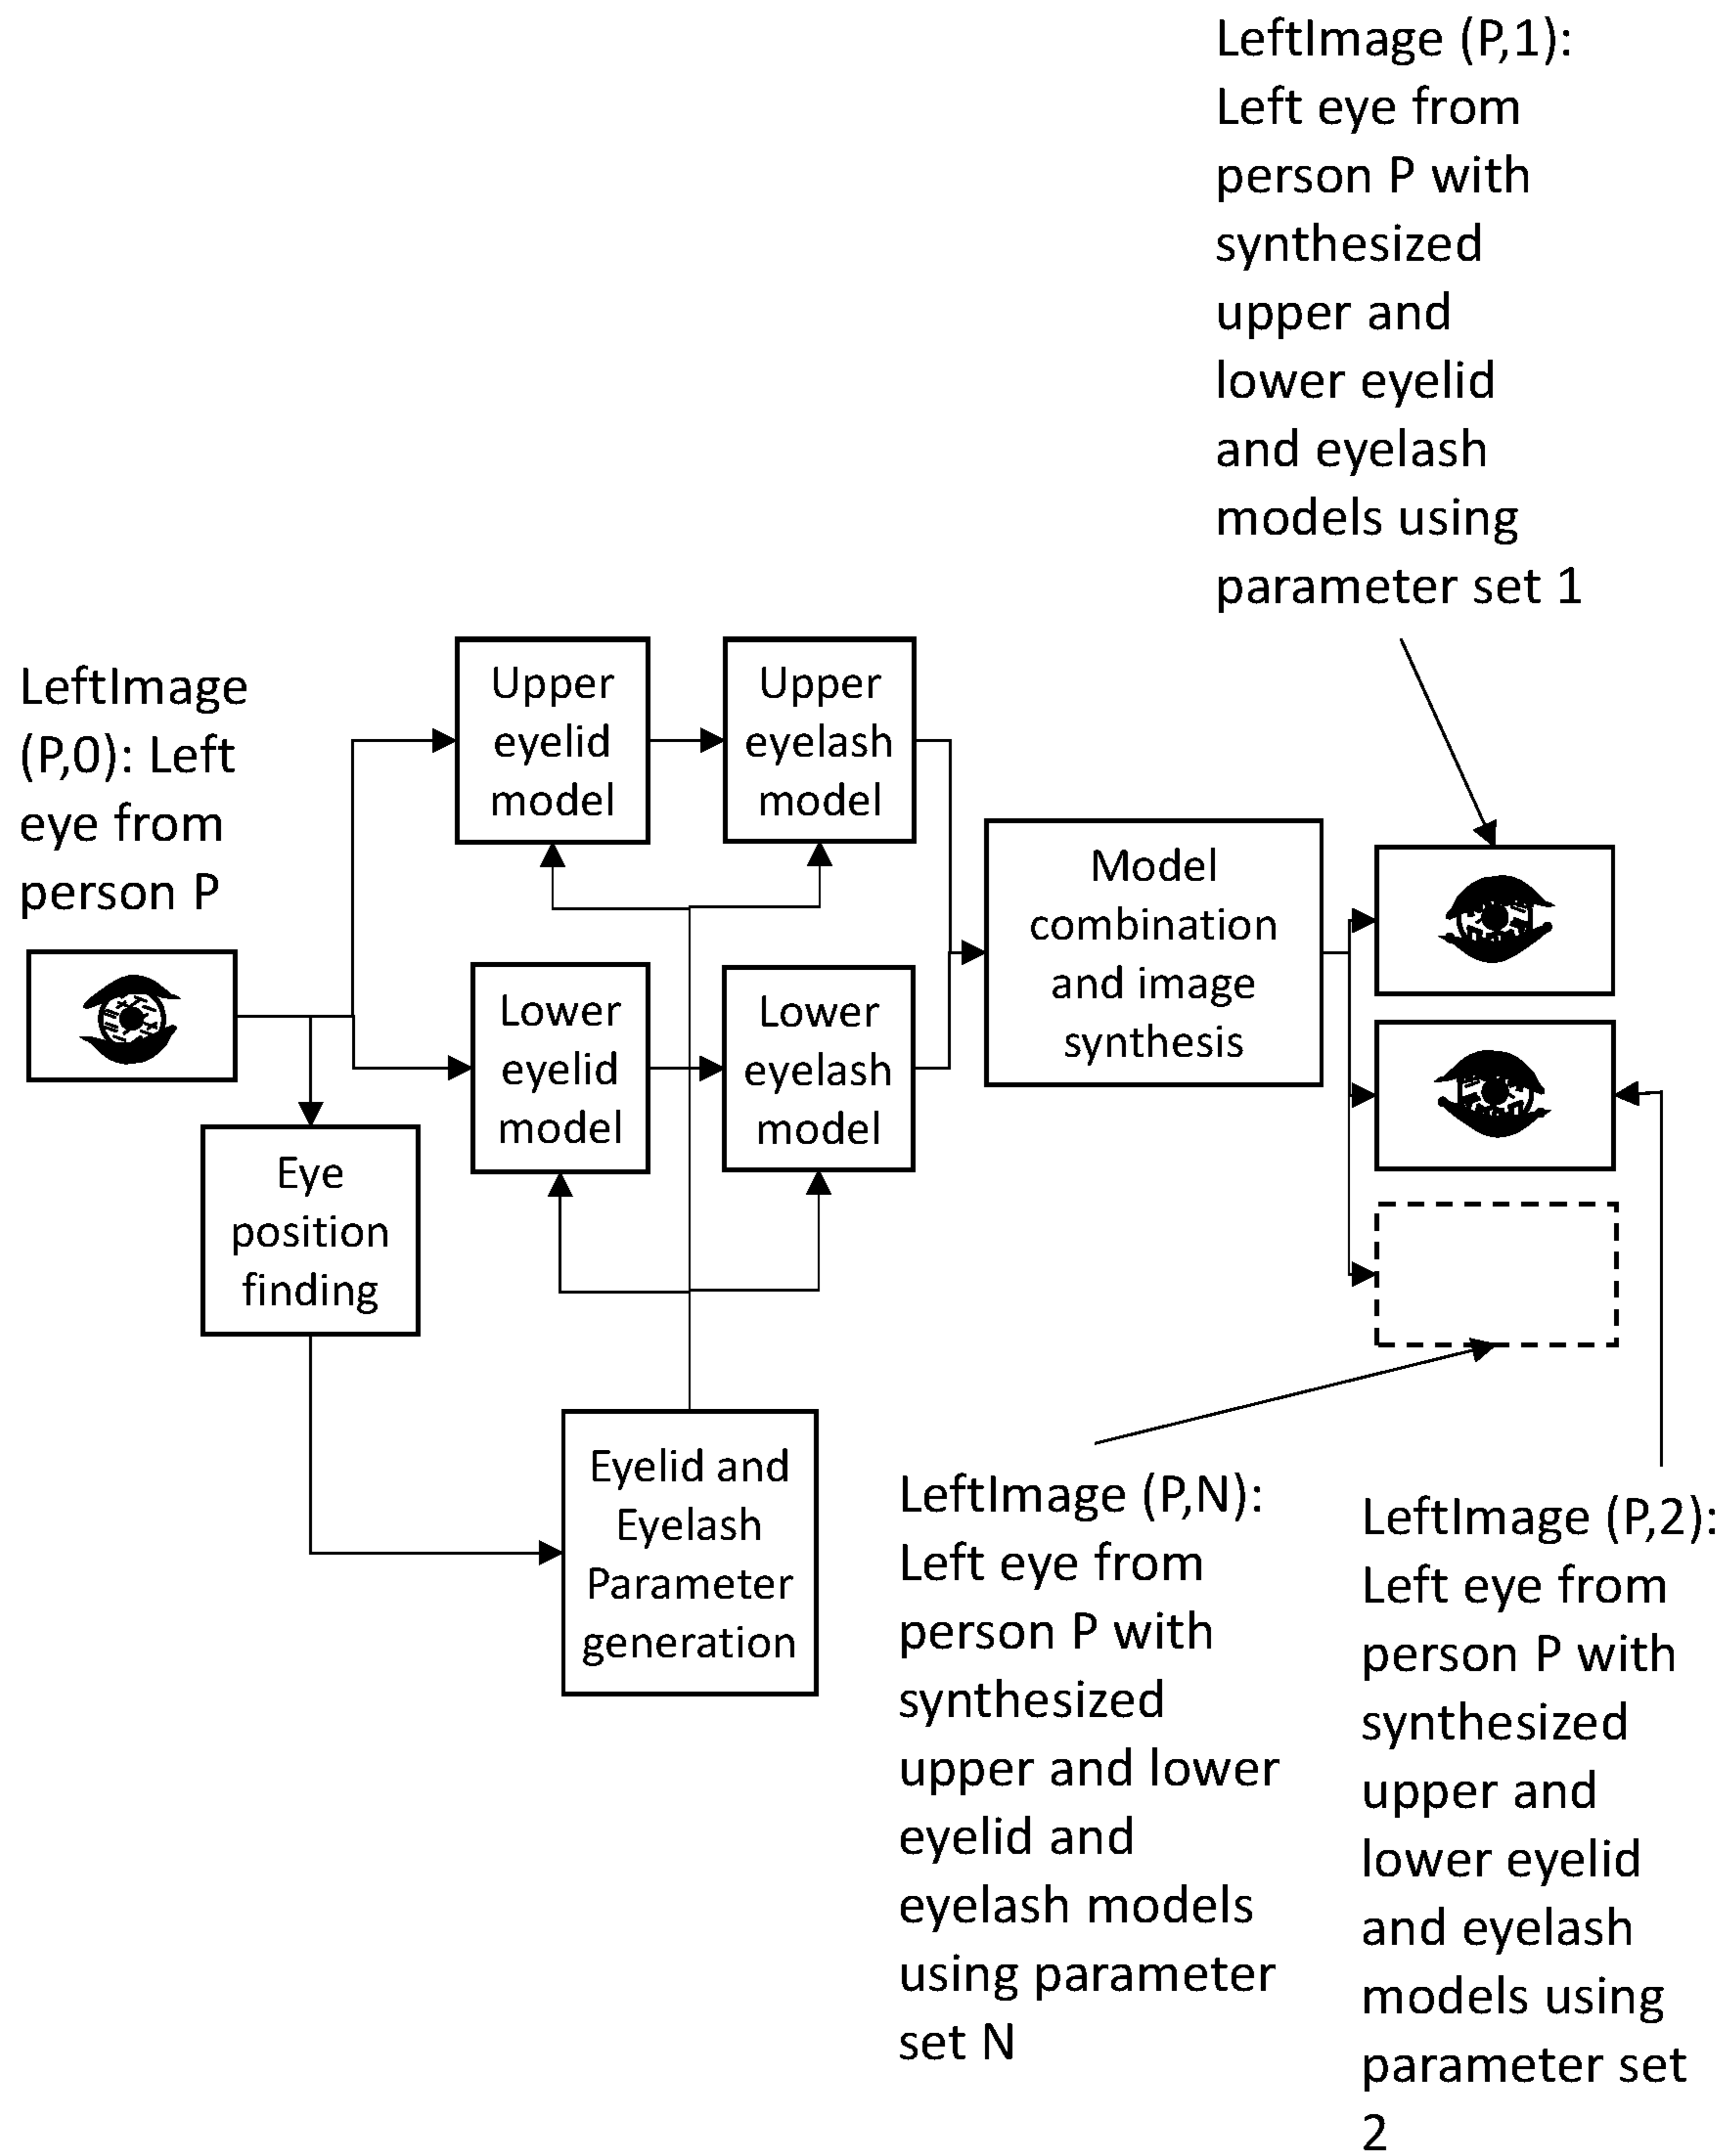 LeftImage (P,1):
Left eye from
person P with
synthesized
upper and
lower eyelid
and eyelash
models using
parameter set 1
LeftImage
(P,0): Left
eye from
person P
Upper
eyelid
model
Upper
eyelash
model
Lower
eyelid
model
Lower
eyelash
model
Model
combination
and image
synthesis
Eye
position
finding
Eyelid and
Eyelash
Parameter
generation
LeftImage (P,N):
Left eye from
person P with
synthesized
upper and lower
eyelid and
eyelash models
using parameter
set N
LeftImage (P,2):
Left eye from
person P with
synthesized
upper and
lower eyelid
and eyelash
models using
parameter set
2